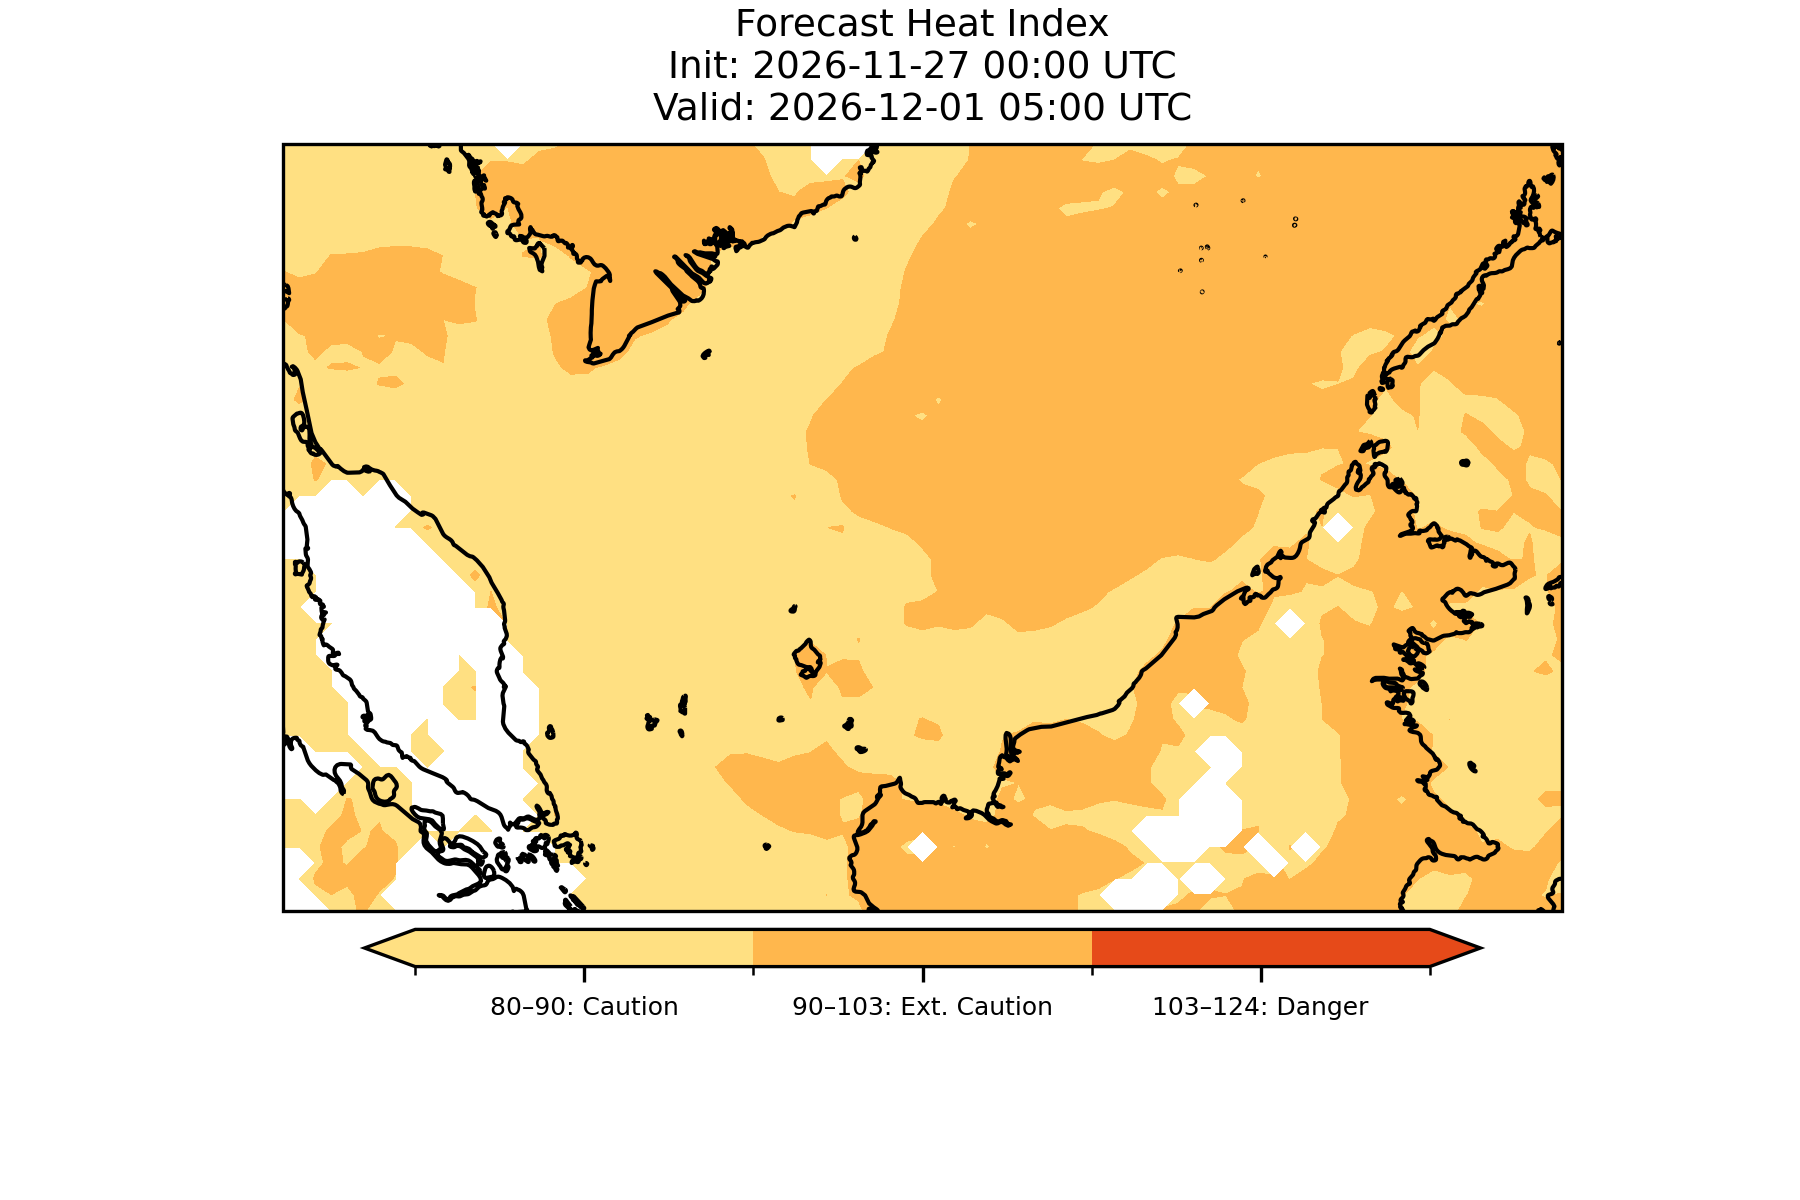 Forecast Heat Index
Init: 2026-11-27 00:00 UTC
Valid: 2026-12-01 05:00 UTC
80–90: Caution
90–103: Ext. Caution
103–124: Danger